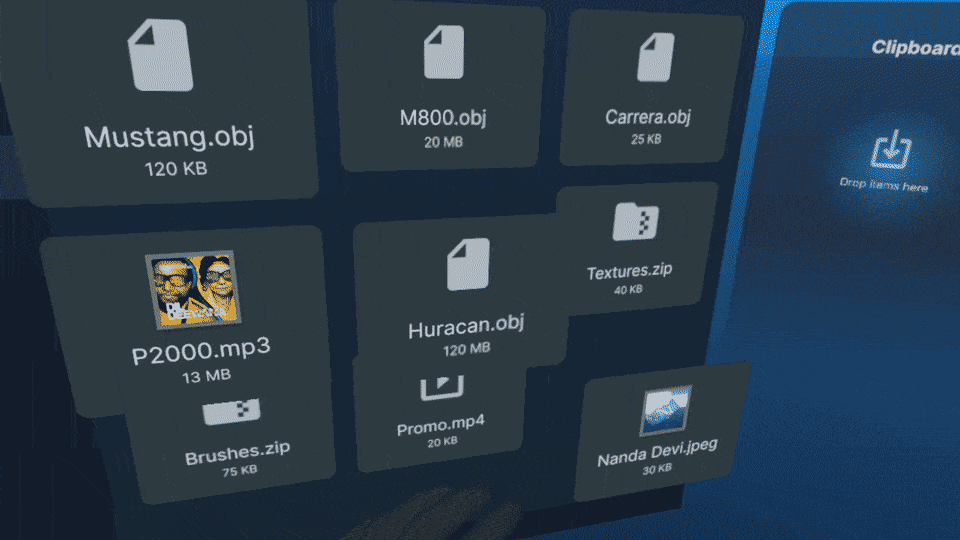 Mustang.obj
120 KB
M800.obj
20 MB
Carrera.obj
25 KB
Clipboard
Drop items here
P2000.mp3
13 MB
Huracan.obj
120 MB
Textures.zip
40 KB
Brushes.zip
75 KB
Promo.mp4
20 KB
Nanda Devi.jpeg
30 KB